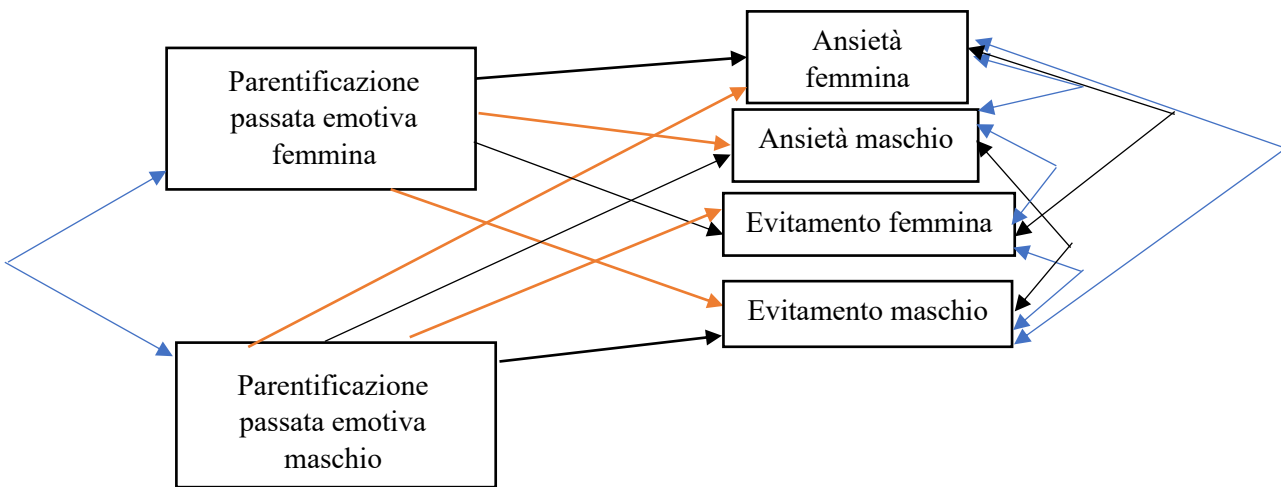 Parentificazione
passata emotiva
femmina
Ansietà
femmina
Ansietà maschio
Evitamento femmina
Evitamento maschio
Parentificazione
passata emotiva
maschio